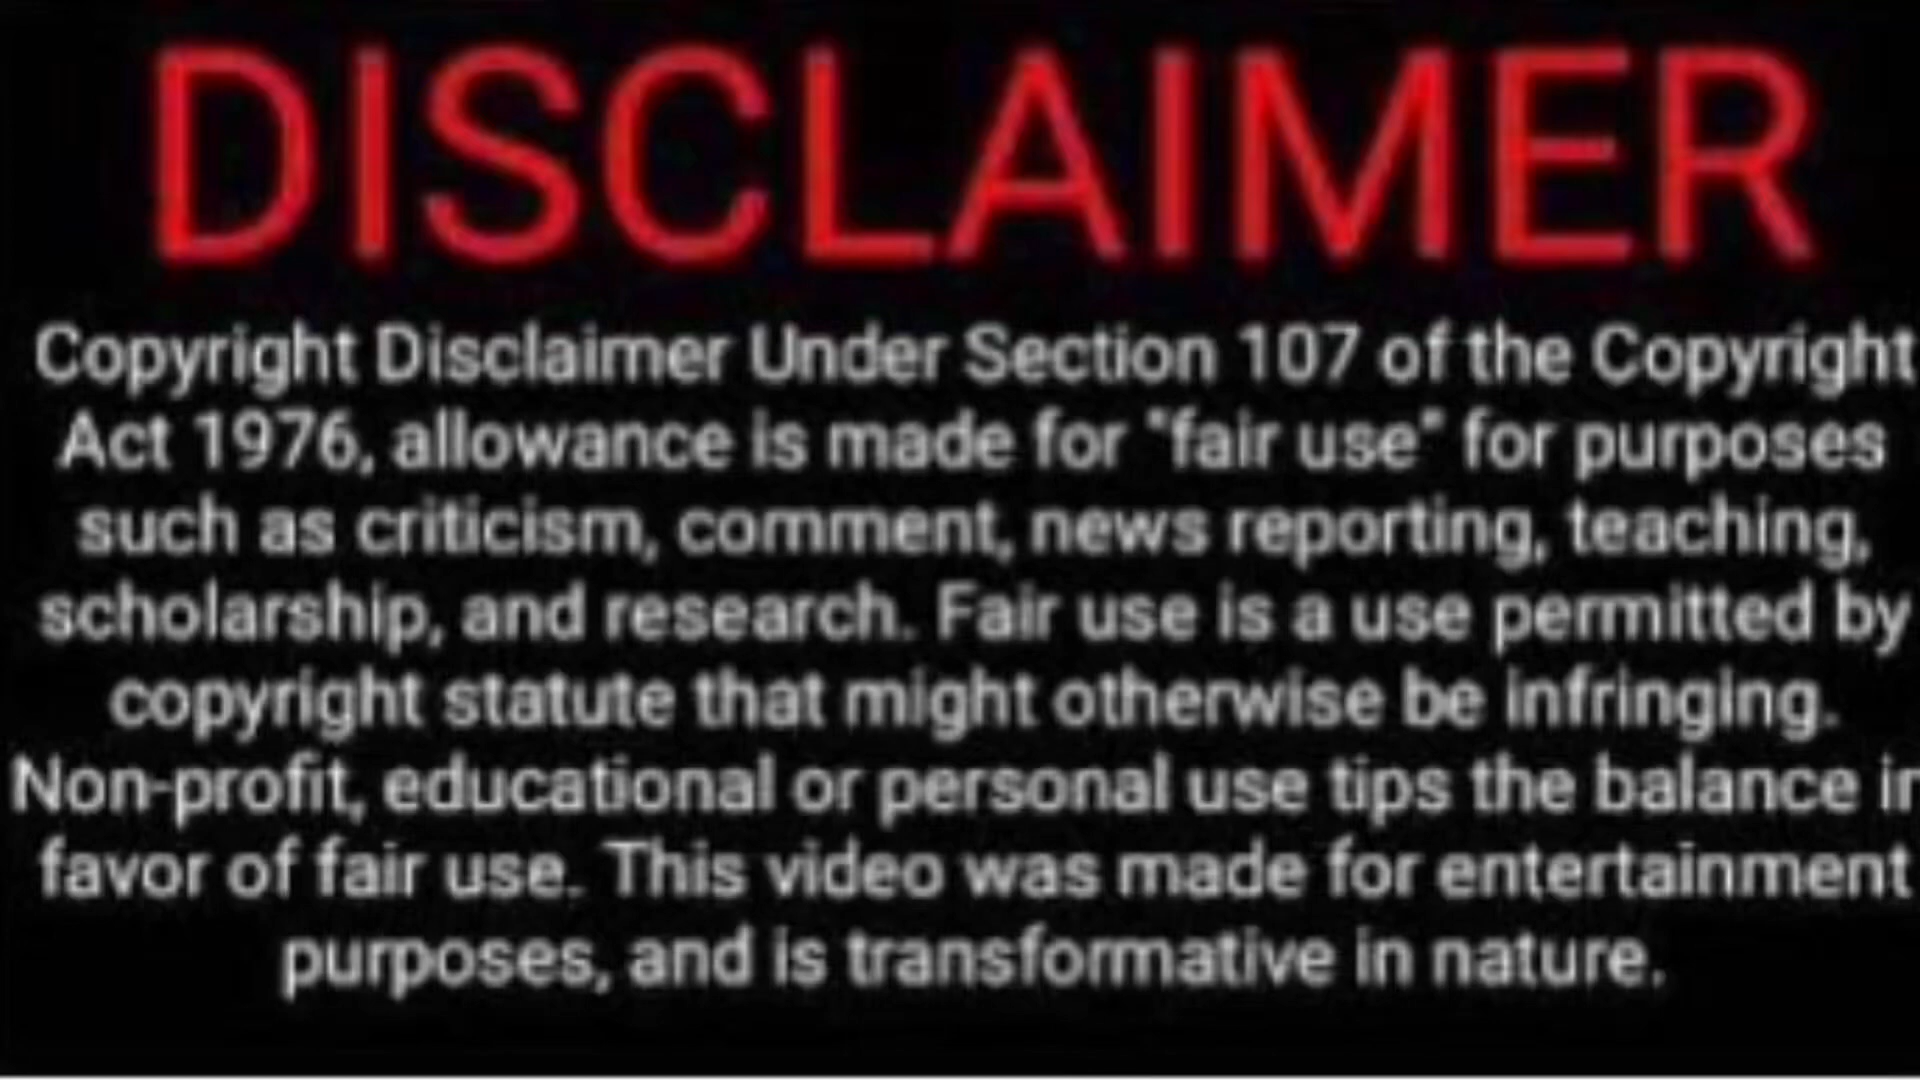 DISCLAIMER
Copyright Disclaimer Under Section 107 of the Copyright
Act 1976, allowance is made for "fair use" for purposes
such as criticism, comment, news reporting, teaching,
scholarship, and research. Fair use is a use permitted by
copyright statute that might otherwise be infringing.
Non-profit, educational or personal use tips the balance in
favor of fair use. This video was made for entertainment
purposes, and is transformative in nature.